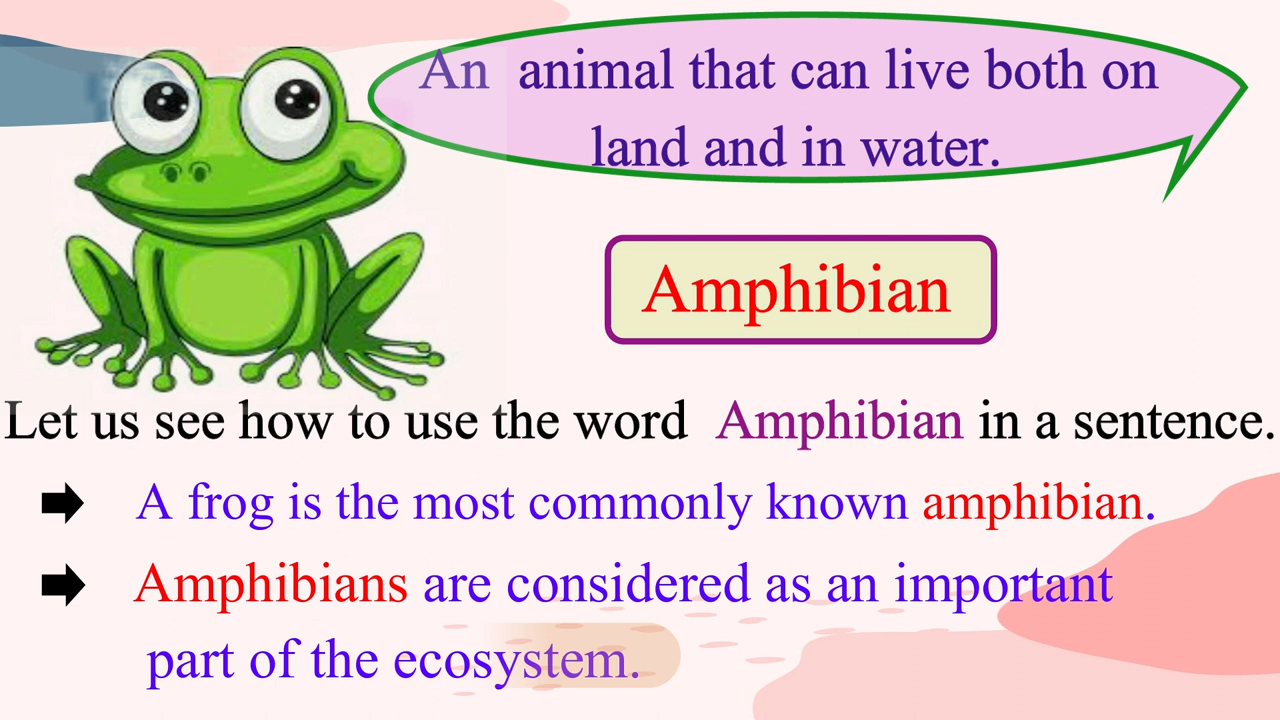 An animal that can live both on
land and in water.
Amphibian
Let us see how to use the word Amphibian in a sentence.
A frog is the most commonly known amphibian.
Amphibians are considered as an important
part of the ecosystem.